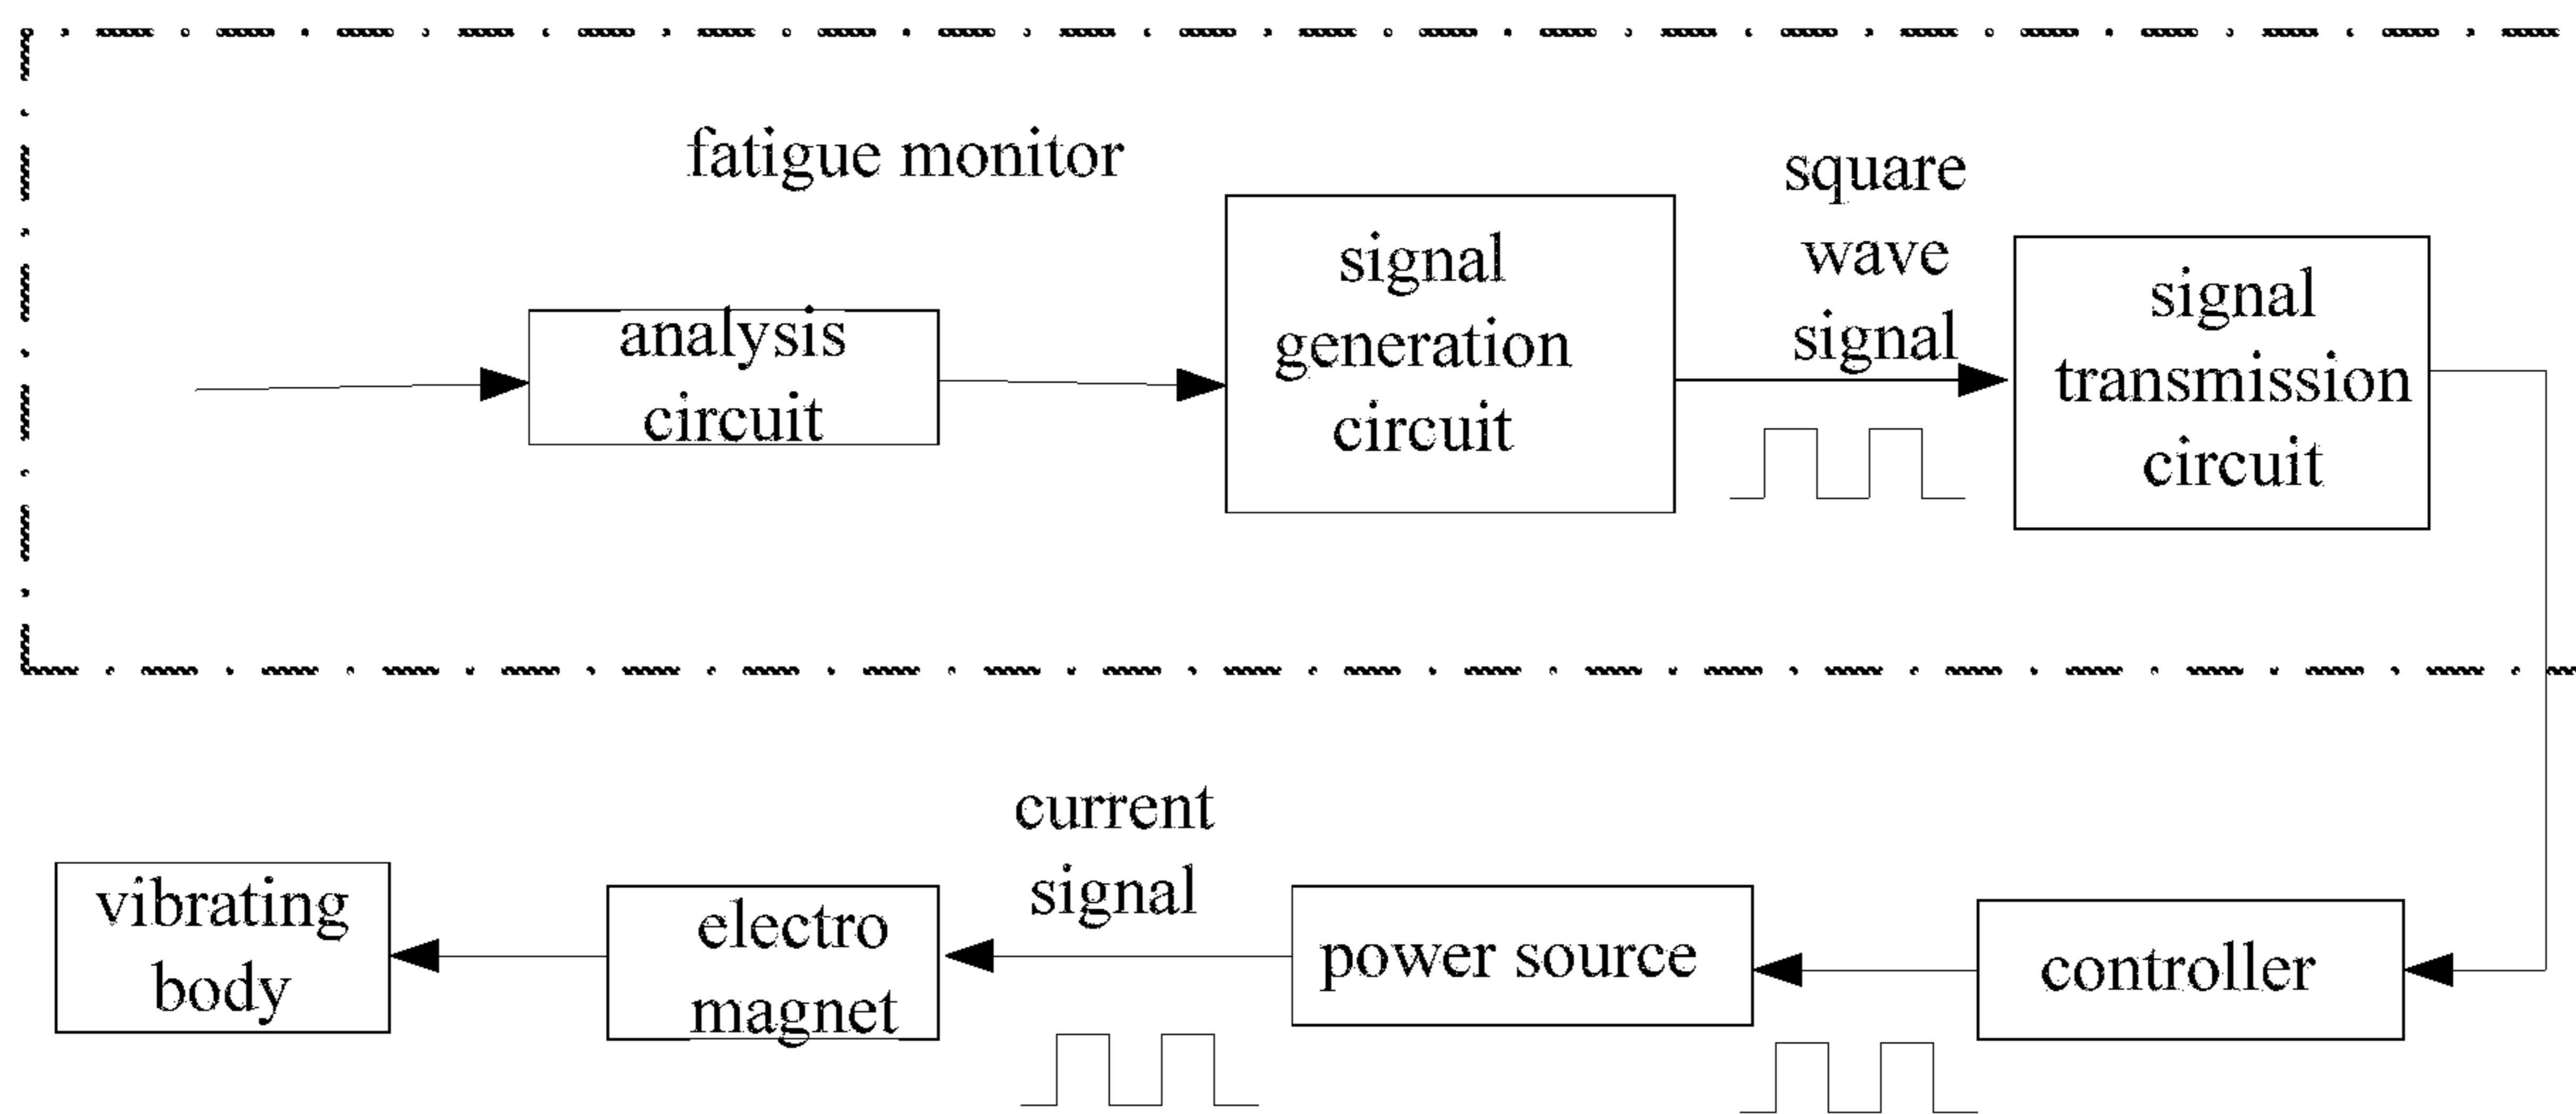 fatigue monitor
analysis
circuit
signal
generation
circuit
square
wave
signal
signal
transmission
circuit
vibrating
body
electro
magnet
current
signal
power source
controller